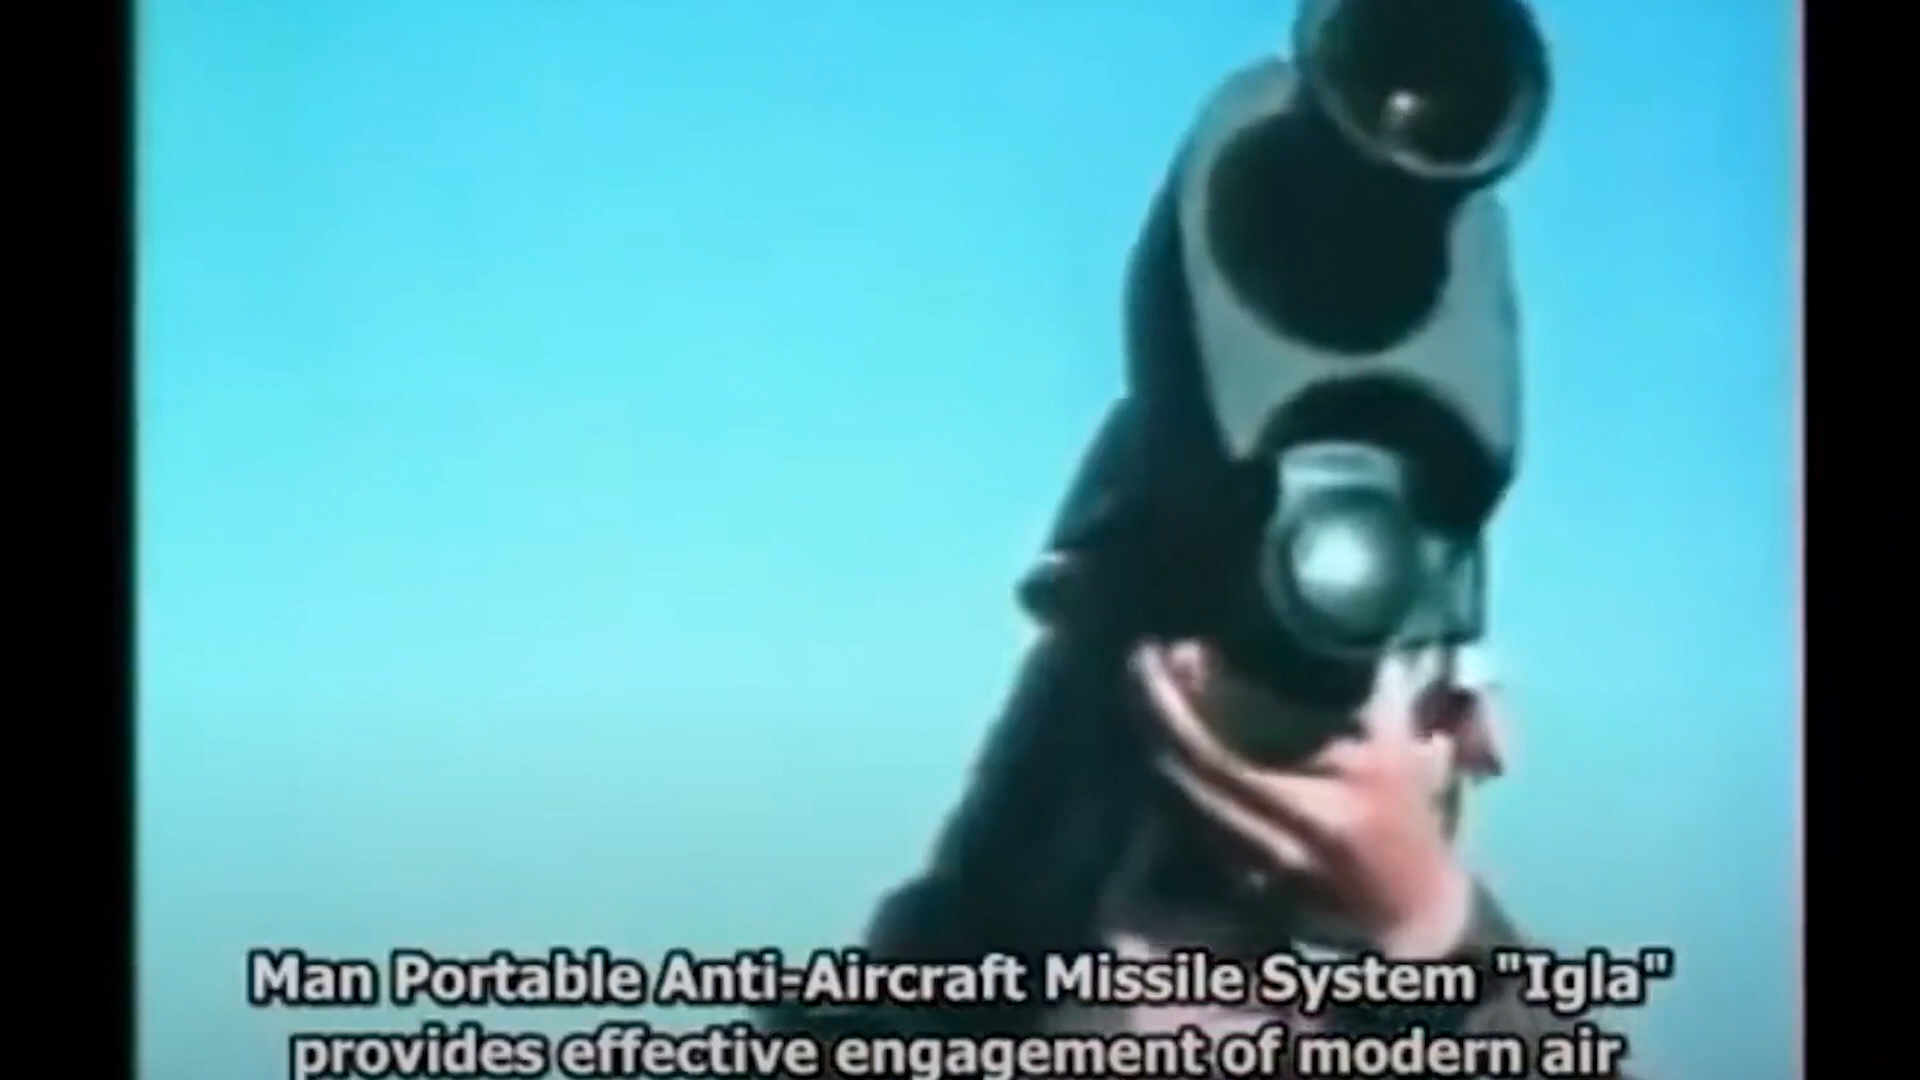 Man Portable Anti-Aircraft Missile System "Igla"
provides effective engagement of modern air